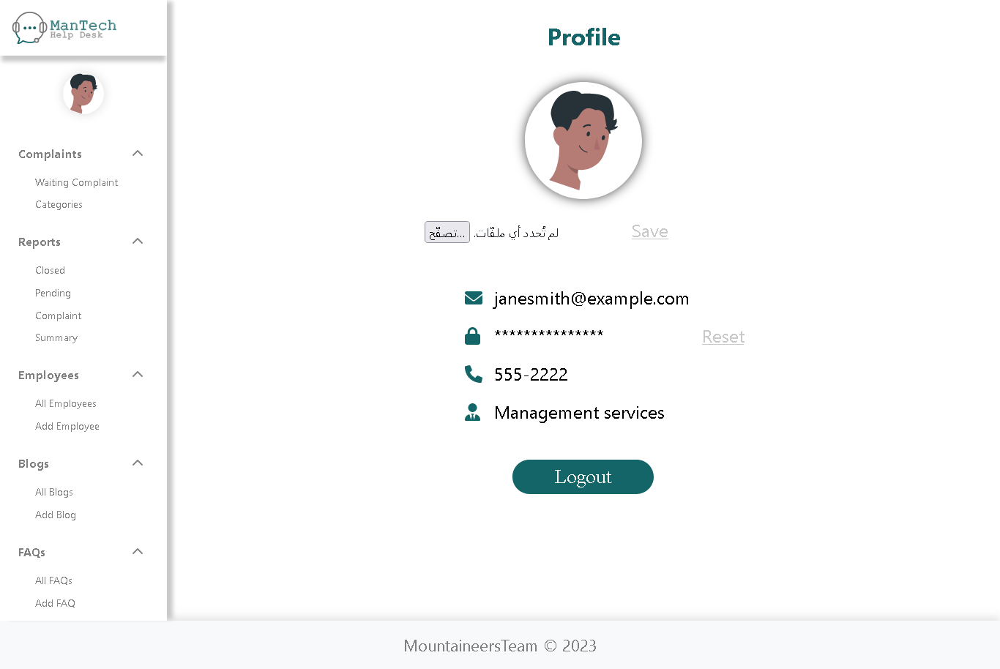 ManTech
Help Desk
Complaints
Waiting Complaint
Categories
Reports
Closed
Pending
Complaint
Summary
Employees
All Employees
Add Employee
Blogs
All Blogs
Add Blog
FAQs
All FAQs
Add FAQ
Profile
تصفّح... لم تُحدد أي ملفّات.
Save
janesmith@example.com
***************
Reset
555-2222
Management services
Logout
MountaineersTeam © 2023